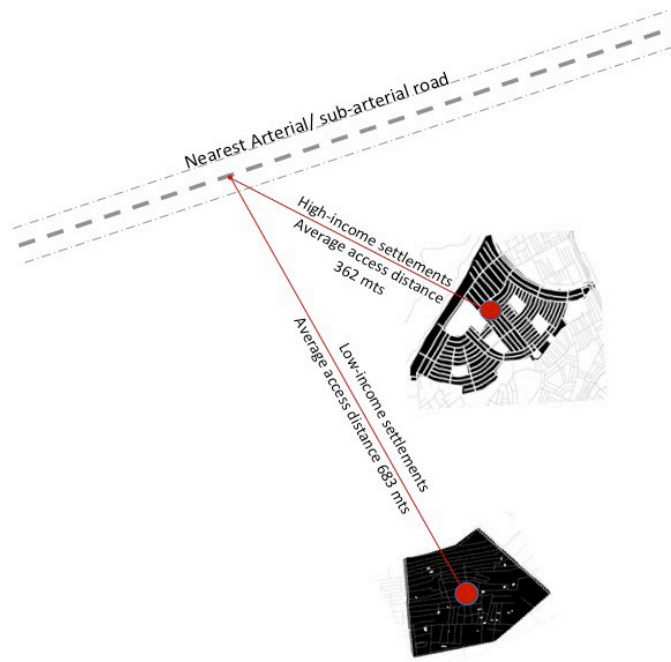 Nearest Arterial/ sub-arterial road
High-income settlements
Average access distance
362 mts
Low-income settlements
Average access distance 683 mts